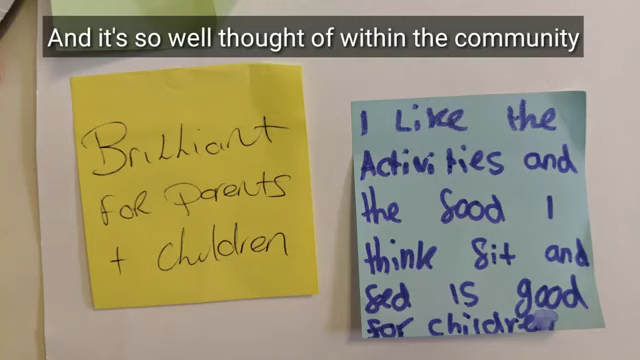 And it's so well thought of within the community
Brilliant
for parents
+ children
I Like the
Activities and
the food I
think fit and
fed is good
for children